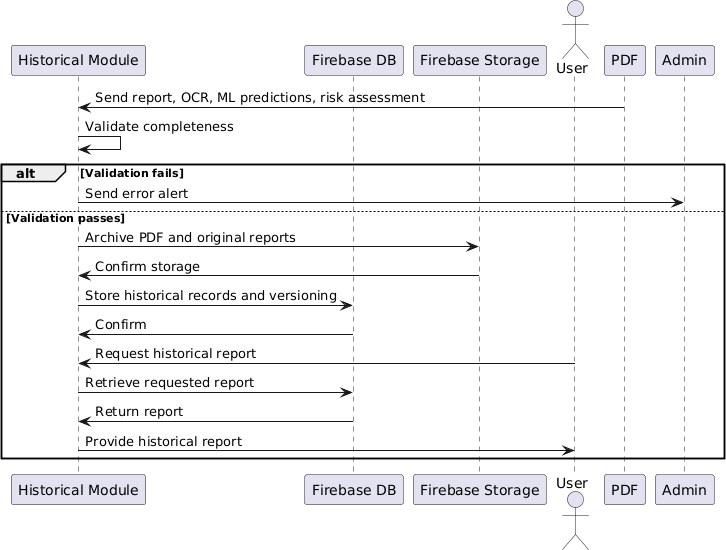 Historical Module
Firebase DB
Firebase Storage
User
PDF
Admin
Send report, OCR, ML predictions, risk assessment
Validate completeness
alt
[Validation fails]
Send error alert
[Validation passes]
Archive PDF and original reports
Confirm storage
Store historical records and versioning
Confirm
Request historical report
Retrieve requested report
Return report
Provide historical report
Historical Module
Firebase DB
Firebase Storage
User
PDF
Admin